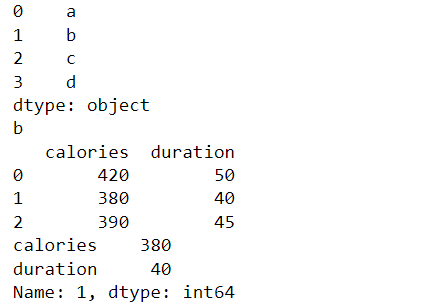 0    a
1    b
2    c
3    d
dtype: object
b
   calories  duration
0       420        50
1       380        40
2       390        45
calories    380
duration     40
Name: 1, dtype: int64